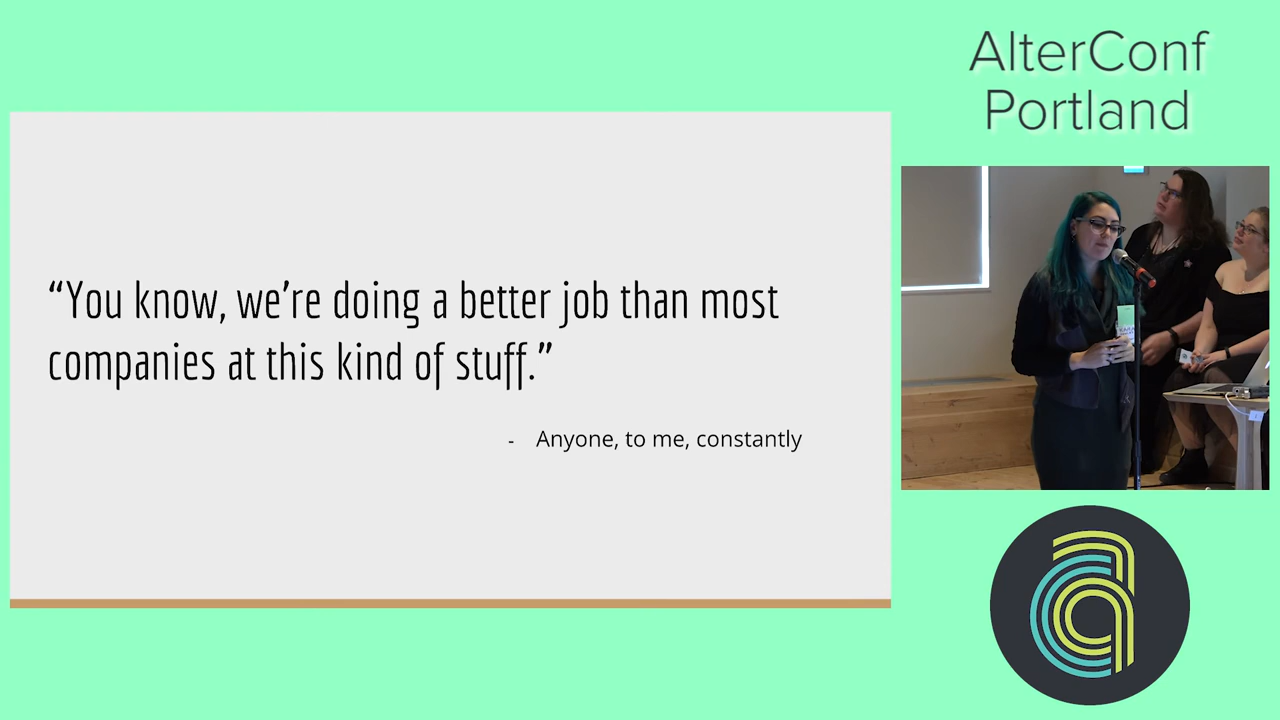 AlterConf
Portland
“You know, we’re doing a better job than most
companies at this kind of stuff.”
- Anyone, to me, constantly